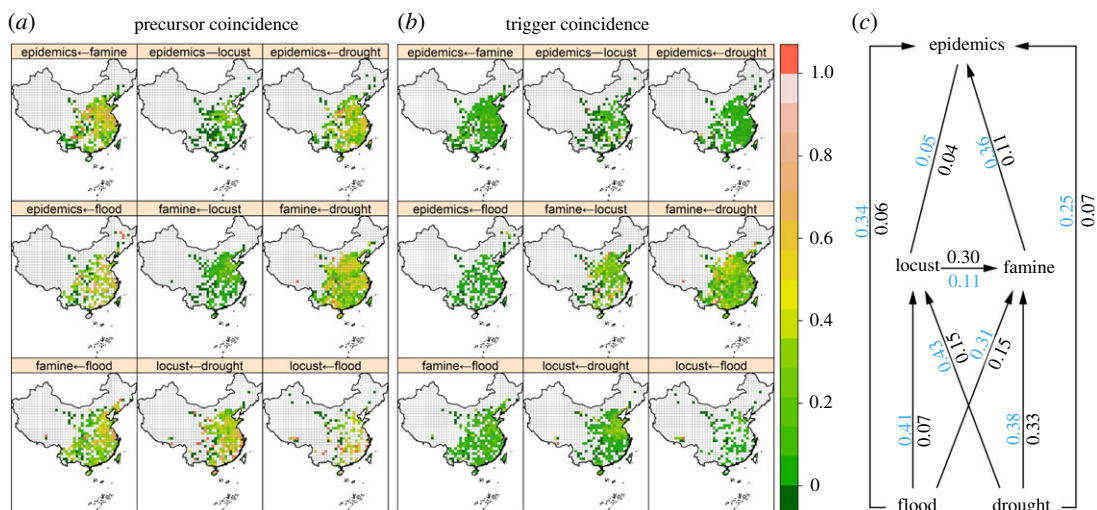 (a) precursor coincidence
epidemics←famine epidemics—locust epidemics←drought
epidemics←flood famine←locust famine←drought
famine←flood locust←drought locust←flood
(b) trigger coincidence
epidemics←famine epidemics—locust epidemics←drought
epidemics←flood famine←locust famine←drought
famine←flood locust←drought locust←flood
1.0
0.8
0.6
0.4
0.2
0
(c)
epidemics
0.05 0.04 0.36 0.11
0.34 0.06 0.25 0.07
locust 0.30 famine
0.11
0.43 0.15 0.31 0.15
0.41 0.07 0.38 0.33
flood drought